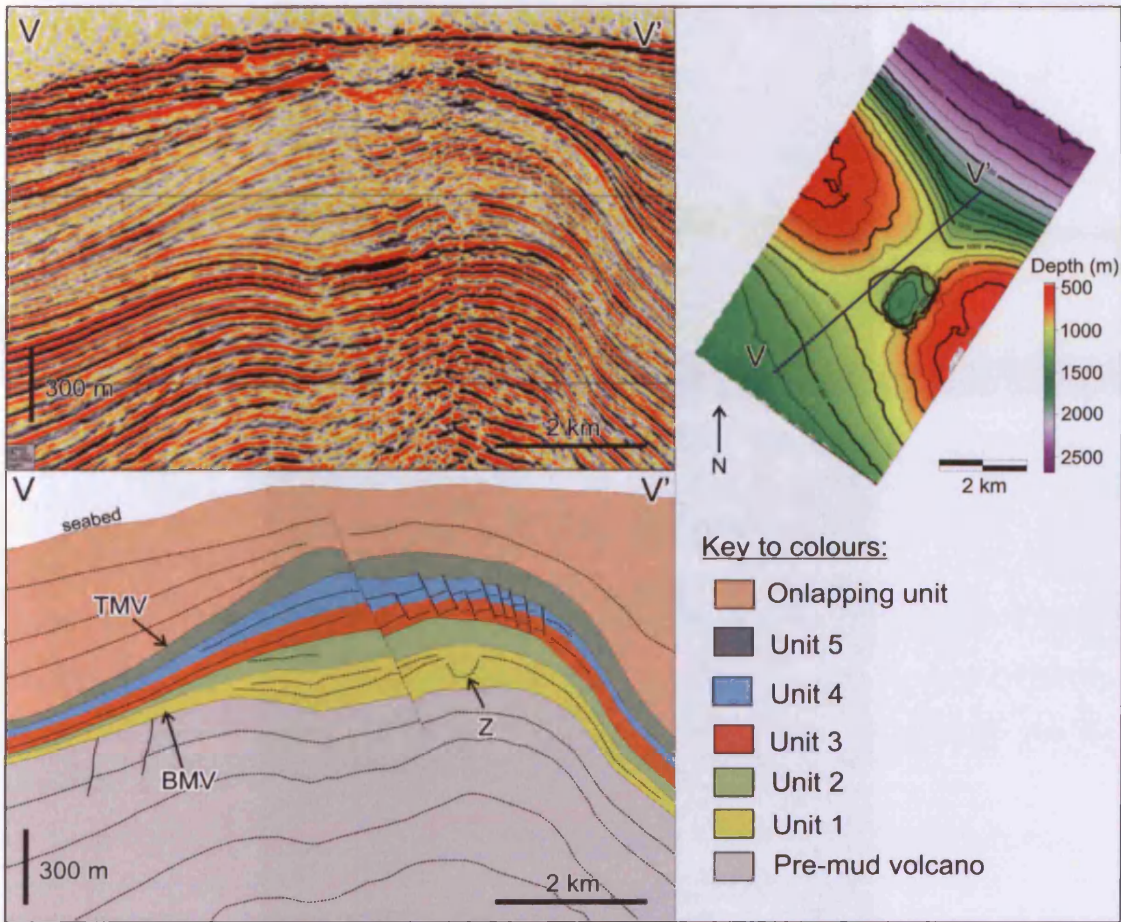 V V'
300 m
2 km
V'
V
Depth (m)
500
1000
1500
2000
2500
N
2 km
V V'
seabed
TMV
BMV
Z
300 m
2 km
Key to colours:
Onlapping unit
Unit 5
Unit 4
Unit 3
Unit 2
Unit 1
Pre-mud volcano